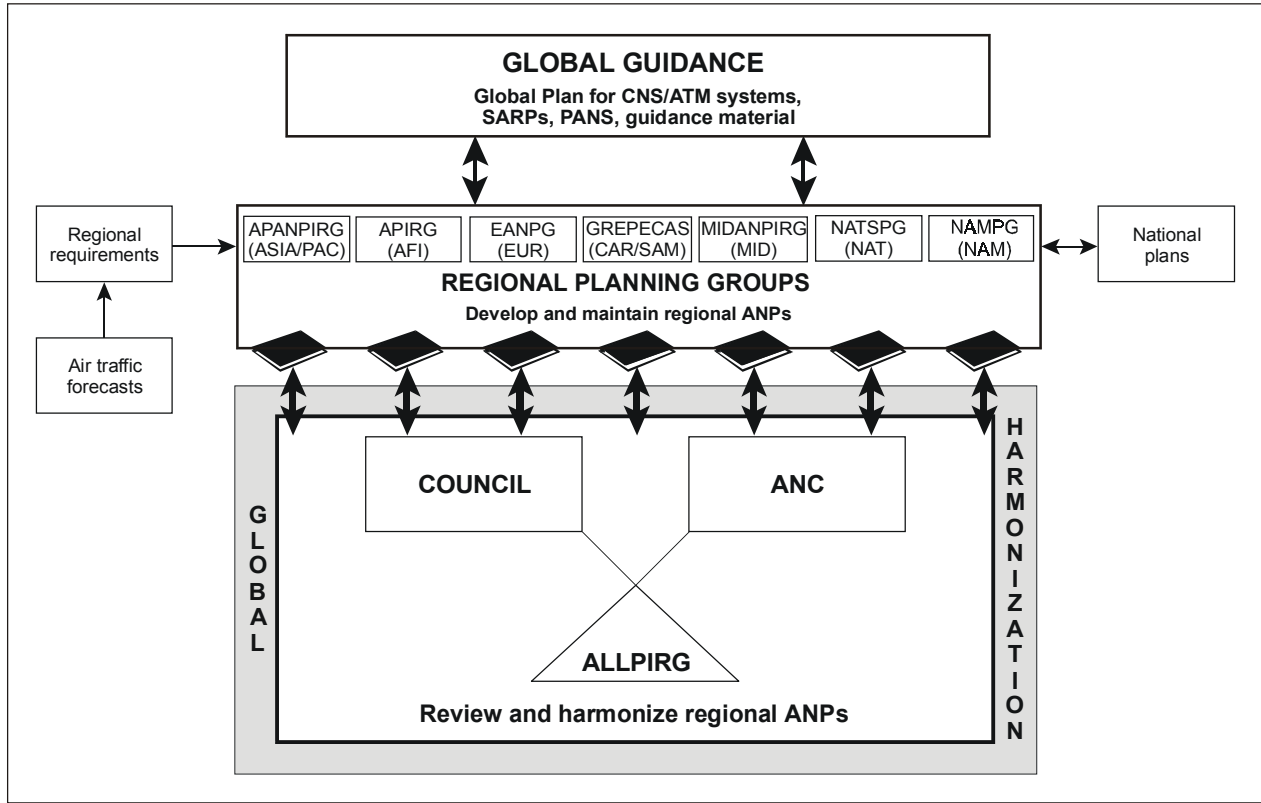 GLOBAL GUIDANCE
Global Plan for CNS/ATM systems,
SARPs, PANS, guidance material
Regional
requirements
Air traffic
forecasts
APANPIRG
(ASIA/PAC)
APIRG
(AFI)
EANPG
(EUR)
GREPECAS
(CAR/SAM)
MIDANPIRG
(MID)
NATSPG
(NAT)
NAMPG
(NAM)
REGIONAL PLANNING GROUPS
Develop and maintain regional ANPs
National
plans
GLOBAL
HARMONIZATION
COUNCIL
ANC
ALLPIRG
Review and harmonize regional ANPs